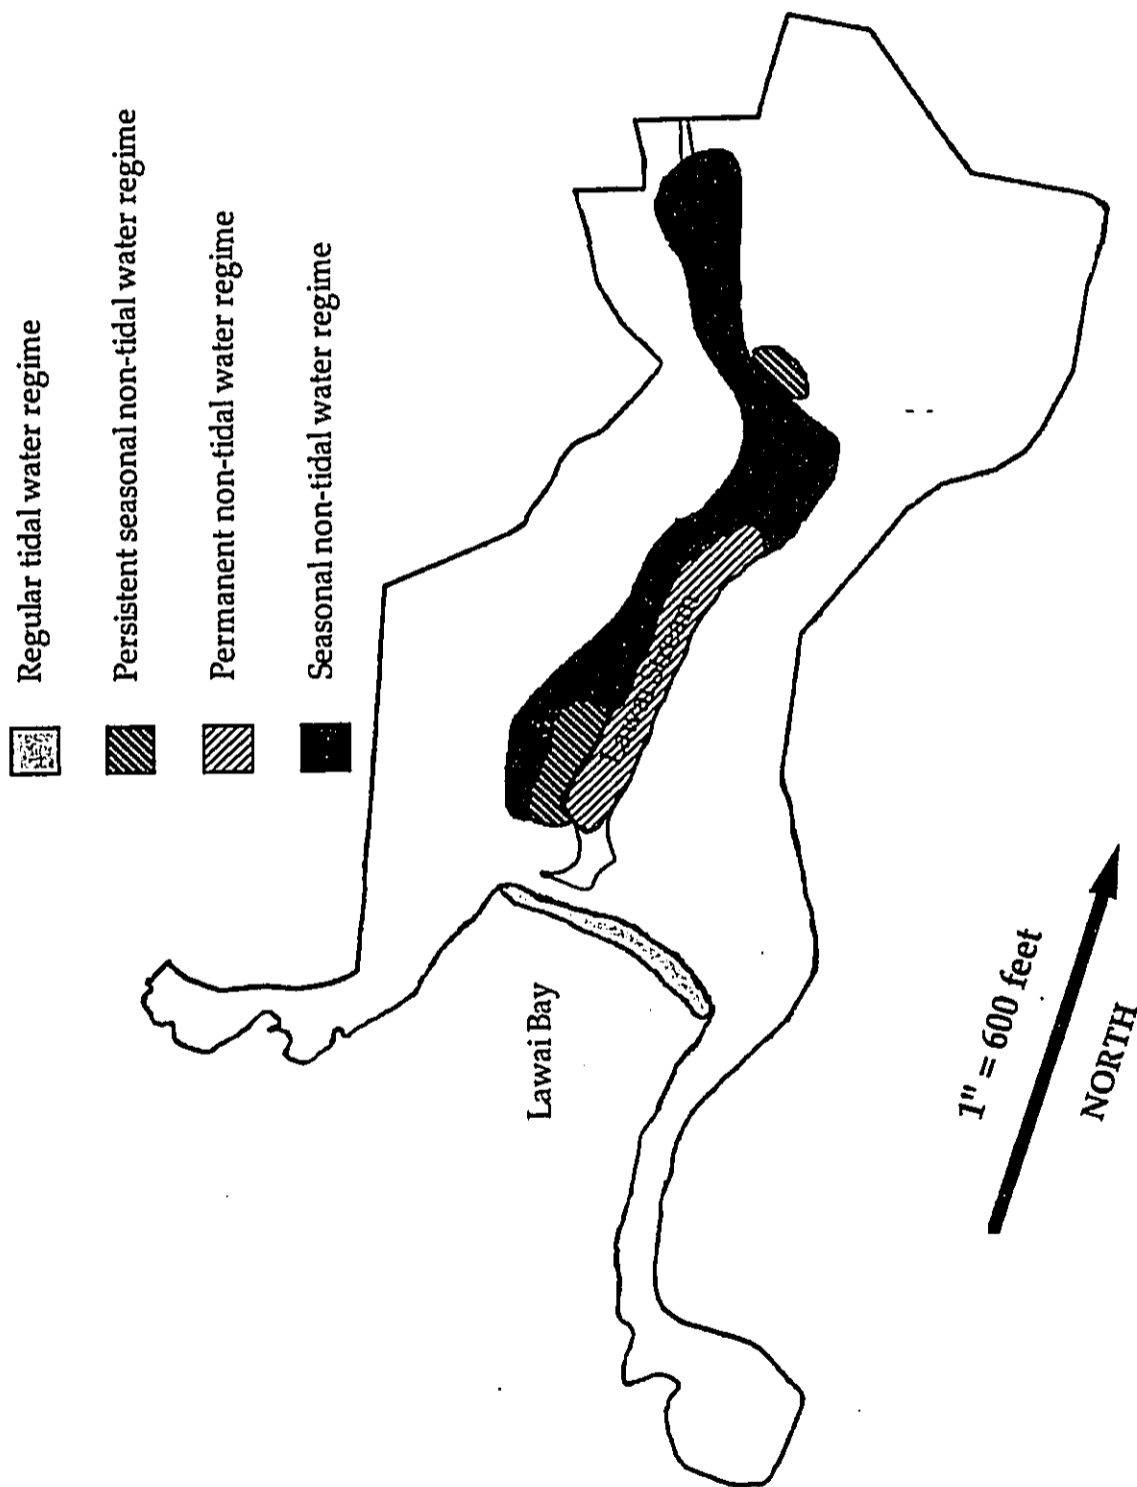 Regular tidal water regime
Persistent seasonal non-tidal water regime
Permanent non-tidal water regime
Seasonal non-tidal water regime
Lawai Bay
1" = 600 feet
NORTH